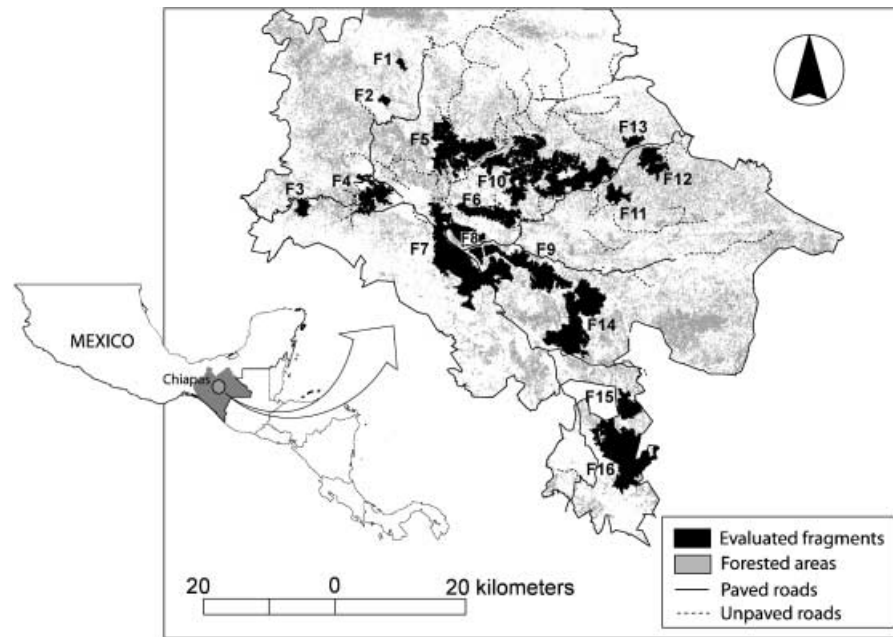 F1
F2
F5
F13
F12
F3
F4
F10
F11
F6
F8
F7
F9
F14
MEXICO
Chiapas
F15
F16
Evaluated fragments
Forested areas
Paved roads
Unpaved roads
20 0 20 kilometers